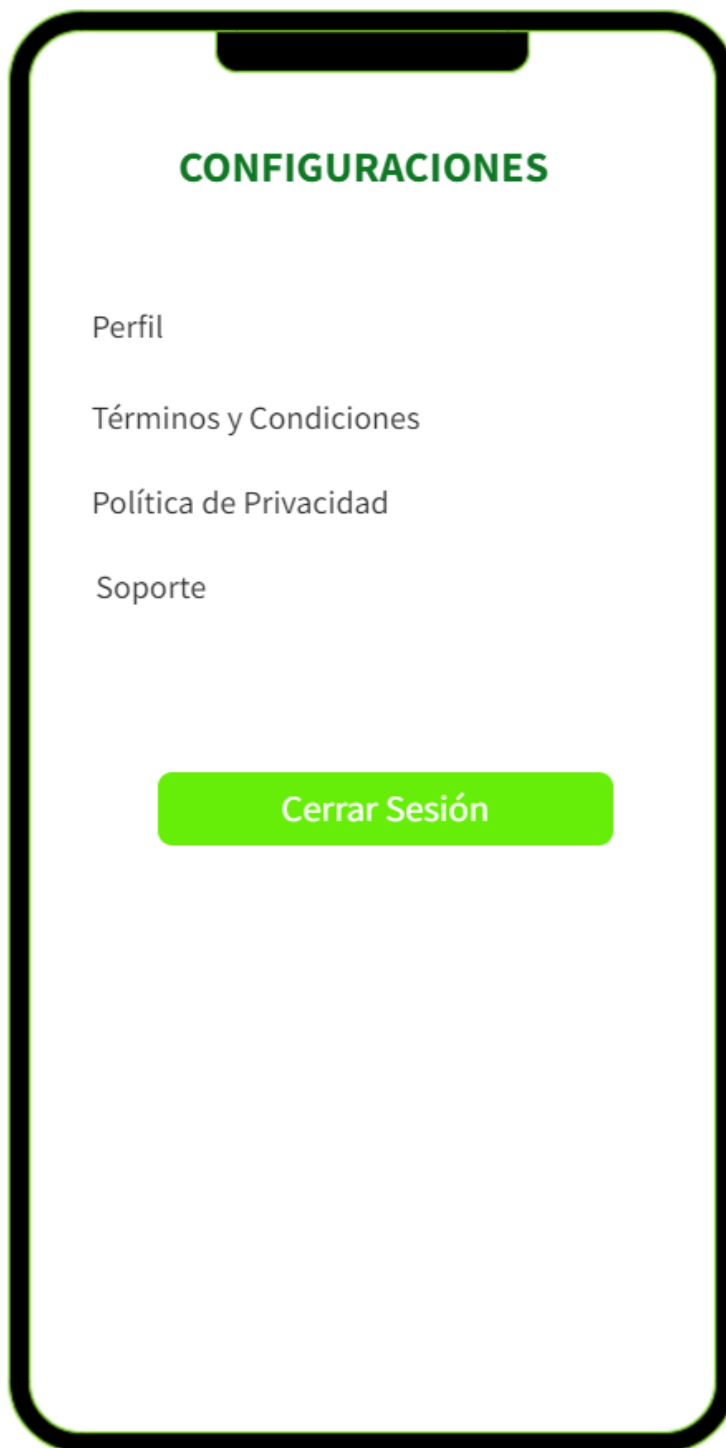 CONFIGURACIONES
Perfil
Términos y Condiciones
Política de Privacidad
Soporte
Cerrar Sesión